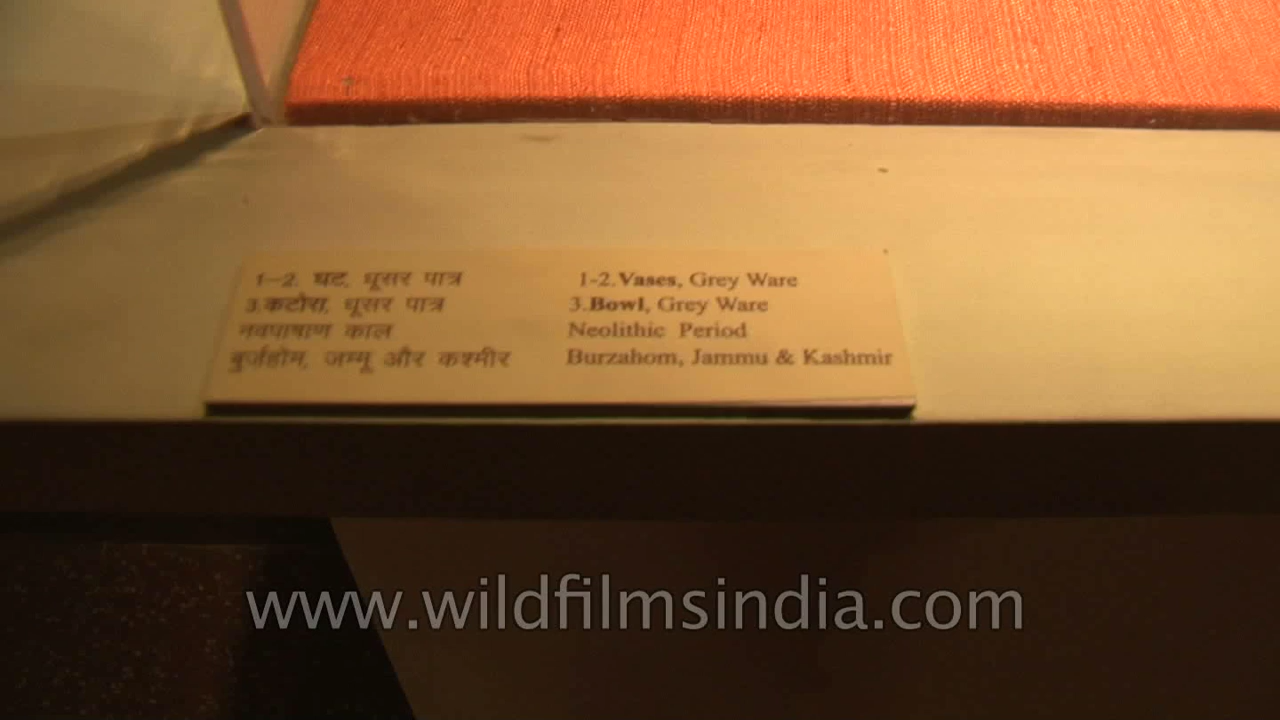 1–2. घट, धूसर पात्र
3.कटोरा, धूसर पात्र
नवपाषाण काल
बुर्जहोम, जम्मू और कश्मीर
1-2.Vases, Grey Ware
3.Bowl, Grey Ware
Neolithic Period
Burzahom, Jammu & Kashmir
www.wildfilmsindia.com